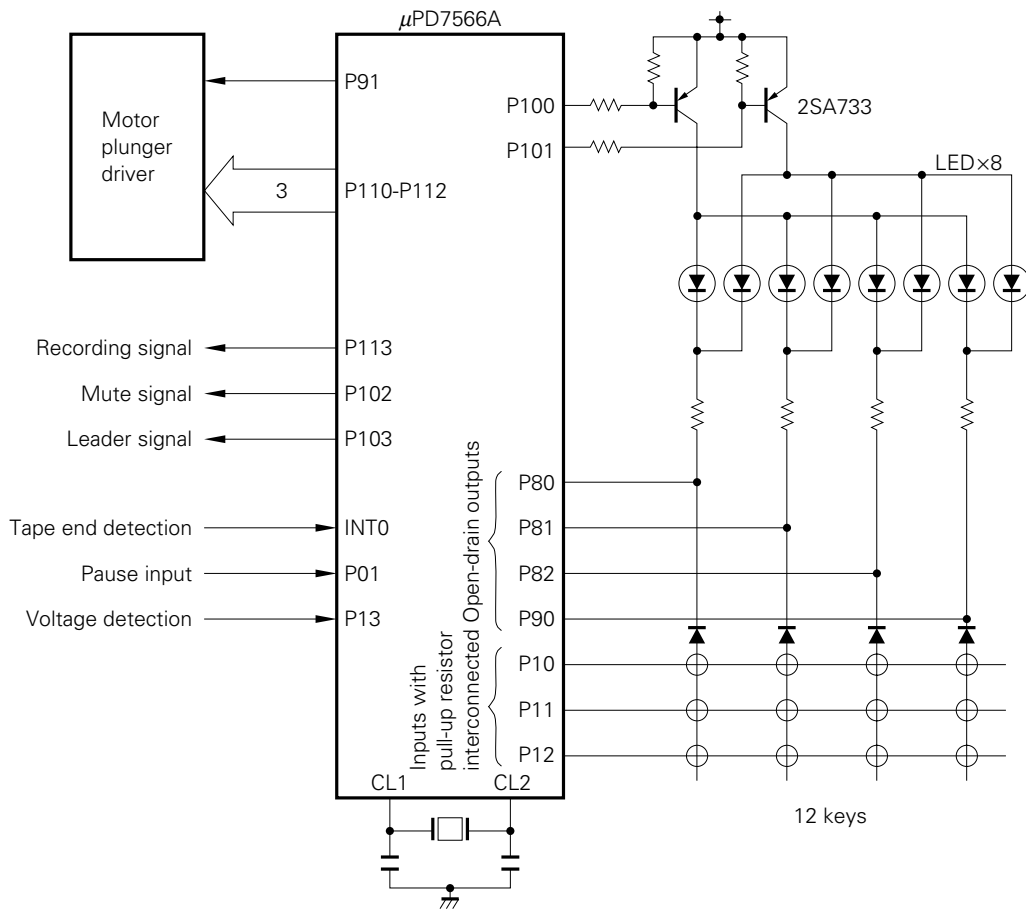 µPD7566A
Motor
plunger
driver
P91
3
P110-P112
P100
P101
2SA733
LED×8
Recording signal
P113
Mute signal
P102
Leader signal
P103
Tape end detection
INT0
Pause input
P01
Voltage detection
P13
Open-drain outputs
P80
P81
P82
P90
Inputs with
pull-up resistor
interconnected
P10
P11
P12
CL1
CL2
12 keys